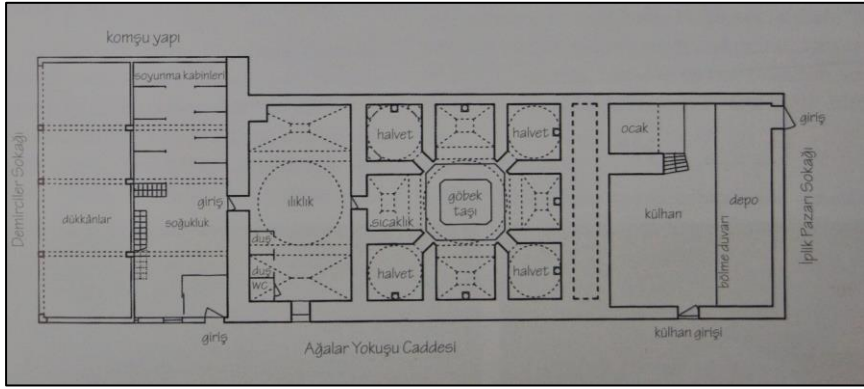 komşu yapı
soyunma kabinleri
Demirciler Sokağı
dükkânlar
giriş
soğukluk
ılıklık
duş
duş
WC
giriş
halvet
halvet
sıcaklık
göbek
taşı
halvet
halvet
ocak
külhan
bölme duvarı
depo
giriş
İplik Pazarı Sokağı
külhan girişi
Ağalar Yokuşu Caddesi